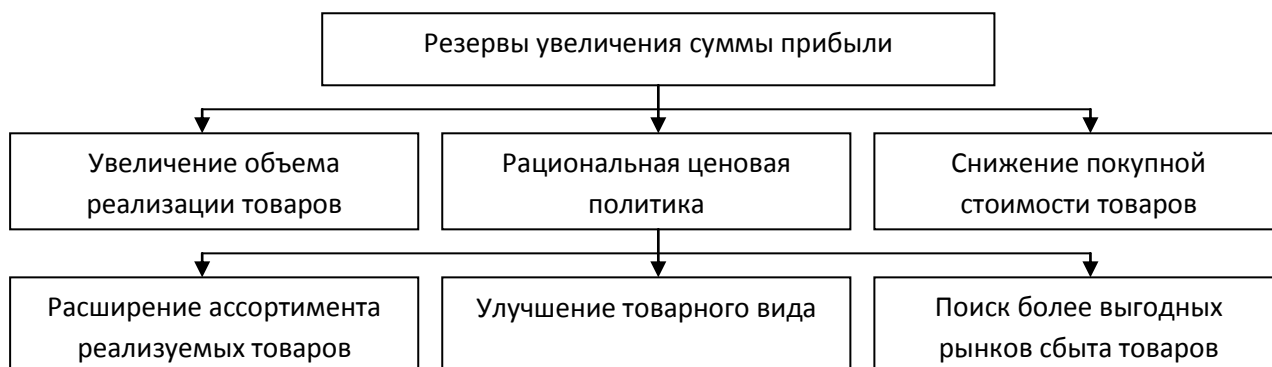 Резервы увеличения суммы прибыли
Увеличение объема
реализации товаров
Рациональная ценовая
политика
Снижение покупной
стоимости товаров
Расширение ассортимента
реализуемых товаров
Улучшение товарного вида
Поиск более выгодных
рынков сбыта товаров